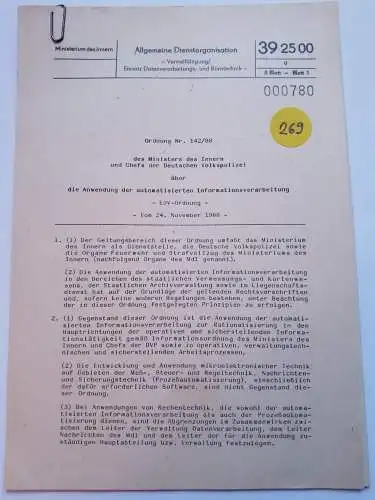 Ministerium des Innern
Allgemeine Dienstorganisation
- Vervielfältigung/
Einsatz Datenverarbeitungs- und Bürotechnik -
39 25 00
8 Blatt - Blatt 1
000780
269
Ordnung Nr. 142/88
des Ministers des Innern
und Chefs der Deutschen Volkspolizei
über
die Anwendung der automatisierten Informationsverarbeitung
- EDV-Ordnung -
- Vom 24. November 1988 -
1. (1) Der Geltungsbereich dieser Ordnung umfaßt das Ministerium
des Innern als Dienstteile, die Deutsche Volkspolizei sowie
die Organe Feuerwehr und Strafvollzug des Ministeriums des
Innern (nachfolgend Organe des MdI genannt).
(2) Die Anwendung der automatisierten Informationsverarbeitung
in den Bereichen des staatlichen Vermessungs- und Kartenwe-
sens, der Staatlichen Archivverwaltung sowie im Liegenschafts-
dienst hat auf der Grundlage der geltenden Rechtsvorschriften
und, sofern keine anderen Regelungen bestehen, unter Beachtung
der in dieser Ordnung festgelegten Prinzipien zu erfolgen.
2. (1) Gegenstand dieser Ordnung ist die Anwendung der automati-
sierten Informationsverarbeitung zur Rationalisierung in den
Hauptrichtungen der operativen und sicherstellenden Informa-
tionstätigkeit gemäß Informationsordnung des Ministers des
Innern und Chefs der DVP sowie in operativen, verwaltungstech-
nischen und sicherstellenden Arbeitsprozessen.
(2) Die Entwicklung und Anwendung mikroelektronischer Technik
auf Gebieten der Meß-, Steuer- und Regeltechnik, Nachrichten-
und Sicherungstechnik (Prozeßautomatisierung), einschließlich
der dafür erforderlichen Software, sind nicht Gegenstand die-
ser Ordnung.
(3) Bei Anwendungen von Rechentechnik, die sowohl der automa-
tisierten Informationsverarbeitung als auch der Prozeßautoma-
tisierung dienen, sind die Abgrenzungen im Zusammenwirken zwi-
schen dem Leiter der Verwaltung Datenverarbeitung, dem Leiter
Nachrichten des MdI und dem Leiter der für die Anwendung zu-
ständigen Hauptabteilung bzw. Verwaltung festzulegen.